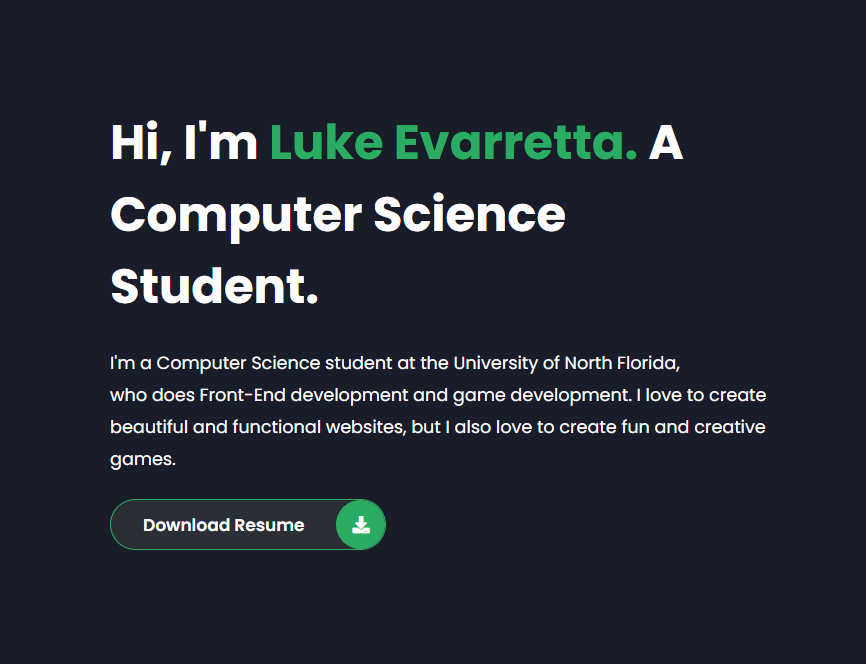 Hi, I'm Luke Evarretta. A
Computer Science
Student.
I'm a Computer Science student at the University of North Florida,
who does Front-End development and game development. I love to create
beautiful and functional websites, but I also love to create fun and creative
games.
Download Resume